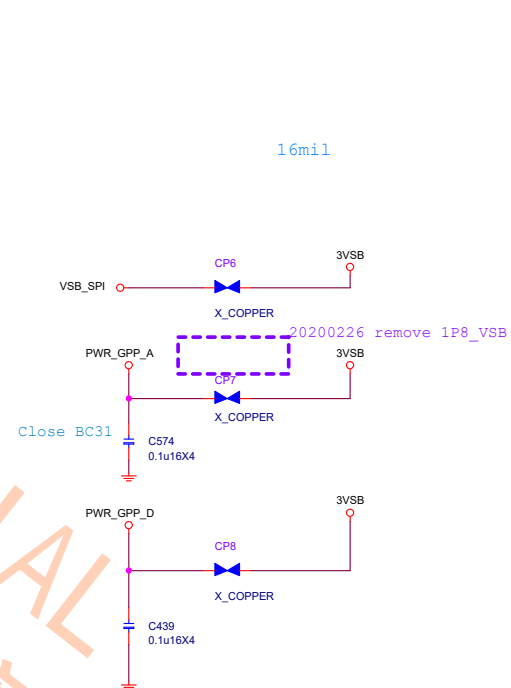 16mil
CP6
3VSB
VSB_SPI
X_COPPER
20200226 remove 1P8_VSB
PWR_GPP_A
3VSB
CP7
X_COPPER
Close BC31
C574
0.1u16X4
PWR_GPP_D
3VSB
CP8
X_COPPER
C439
0.1u16X4